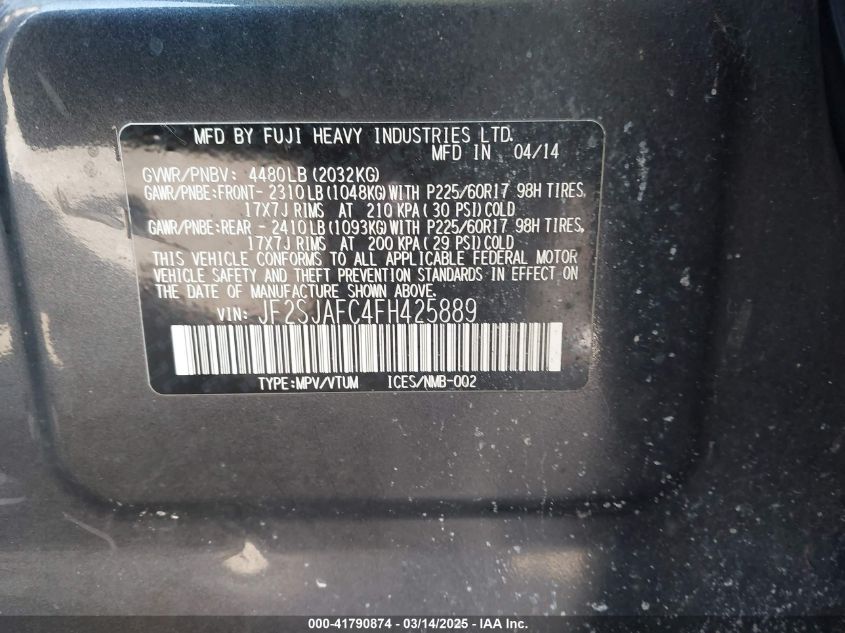 MFD BY FUJI HEAVY INDUSTRIES LTD.
MFD IN 04/14
GVWR/PNBV: 4480LB(2032KG)
GAWR/PNBE:FRONT- 2310LB(1048KG)WITH P225/60R17 98H TIRES,
17X7J RIMS AT 210 KPA(30 PSI)COLD
GAWR/PNBE:REAR - 2410LB(1093KG)WITH P225/60R17 98H TIRES,
17X7J RIMS AT 200 KPA(29 PSI)COLD
THIS VEHICLE CONFORMS TO ALL APPLICABLE FEDERAL MOTOR
VEHICLE SAFETY AND THEFT PREVENTION STANDARDS IN EFFECT ON
THE DATE OF MANUFACTURE SHOWN ABOVE.
VIN: JF2SJAFC4FH425889
TYPE:MPV/VTUM ICES/NMB-002
000-41790874 - 03/14/2025 - IAA Inc.